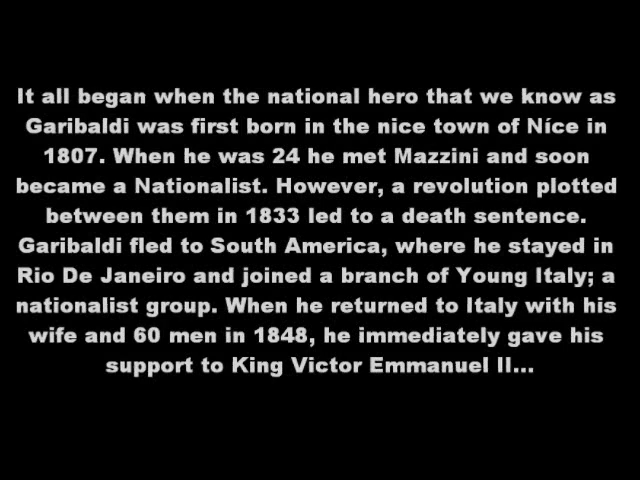 It all began when the national hero that we know as
Garibaldi was first born in the nice town of Níce in
1807. When he was 24 he met Mazzini and soon
became a Nationalist. However, a revolution plotted
between them in 1833 led to a death sentence.
Garibaldi fled to South America, where he stayed in
Rio De Janeiro and joined a branch of Young Italy; a
nationalist group. When he returned to Italy with his
wife and 60 men in 1848, he immediately gave his
support to King Victor Emmanuel II...